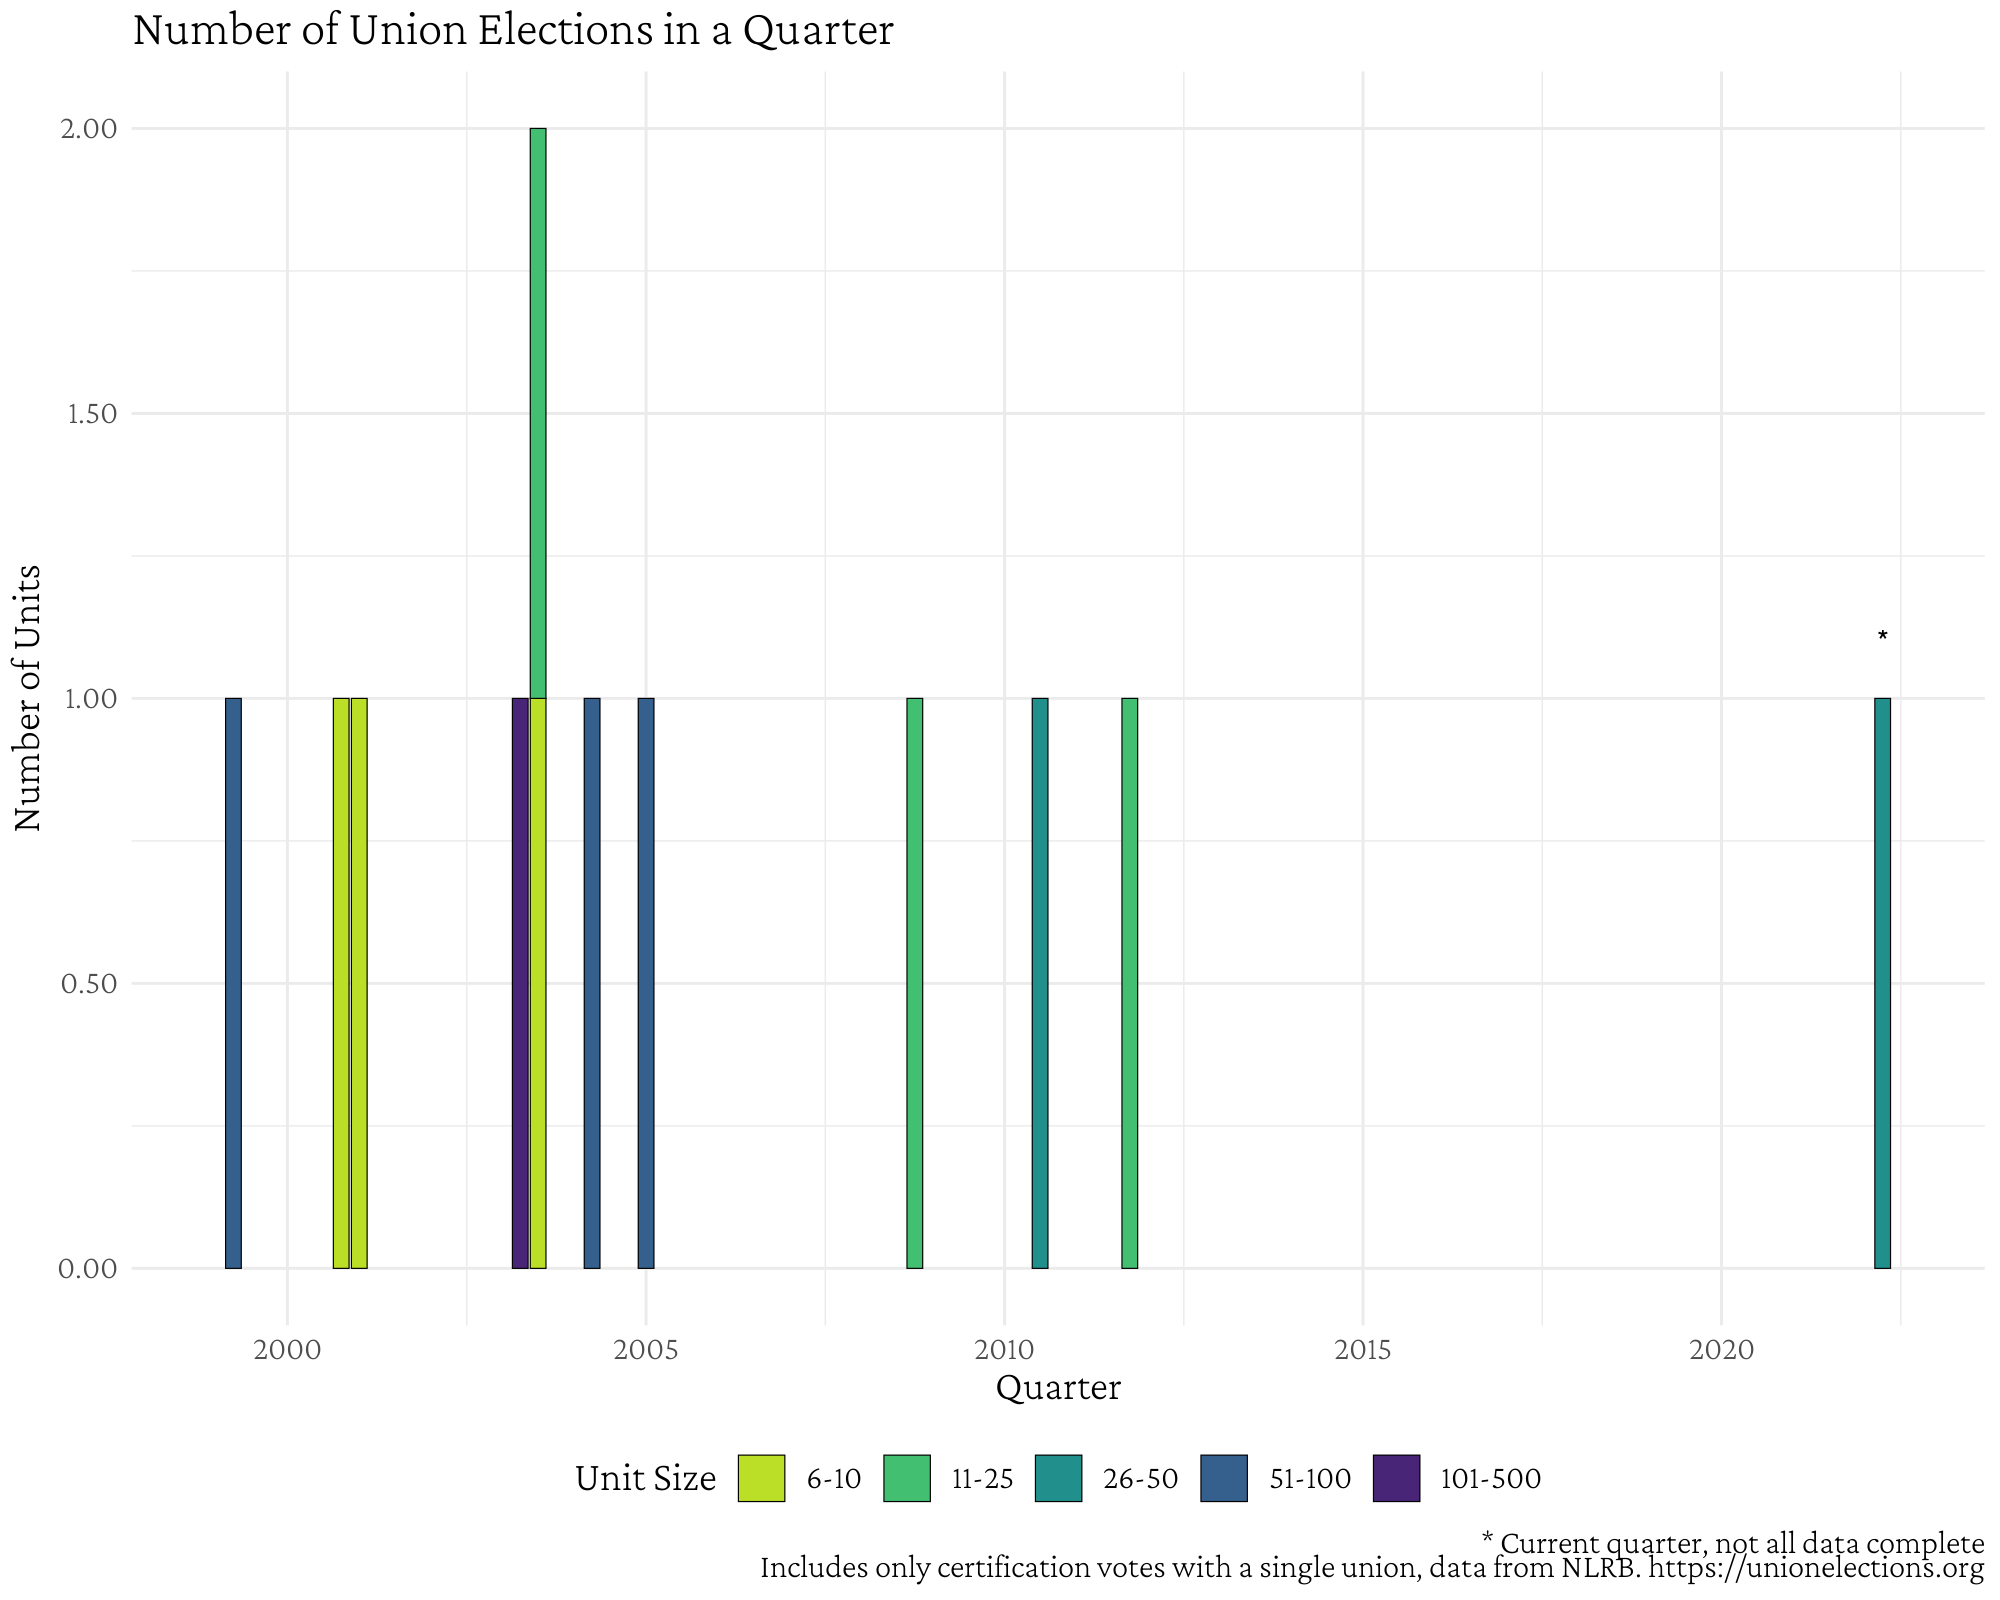 Number of Union Elections in a Quarter
Number of Units
2.00
1.50
1.00
0.50
0.00
*
2000 2005 2010 2015 2020
Quarter
Unit Size 6-10 11-25 26-50 51-100 101-500
* Current quarter, not all data complete
Includes only certification votes with a single union, data from NLRB. https://unionelections.org